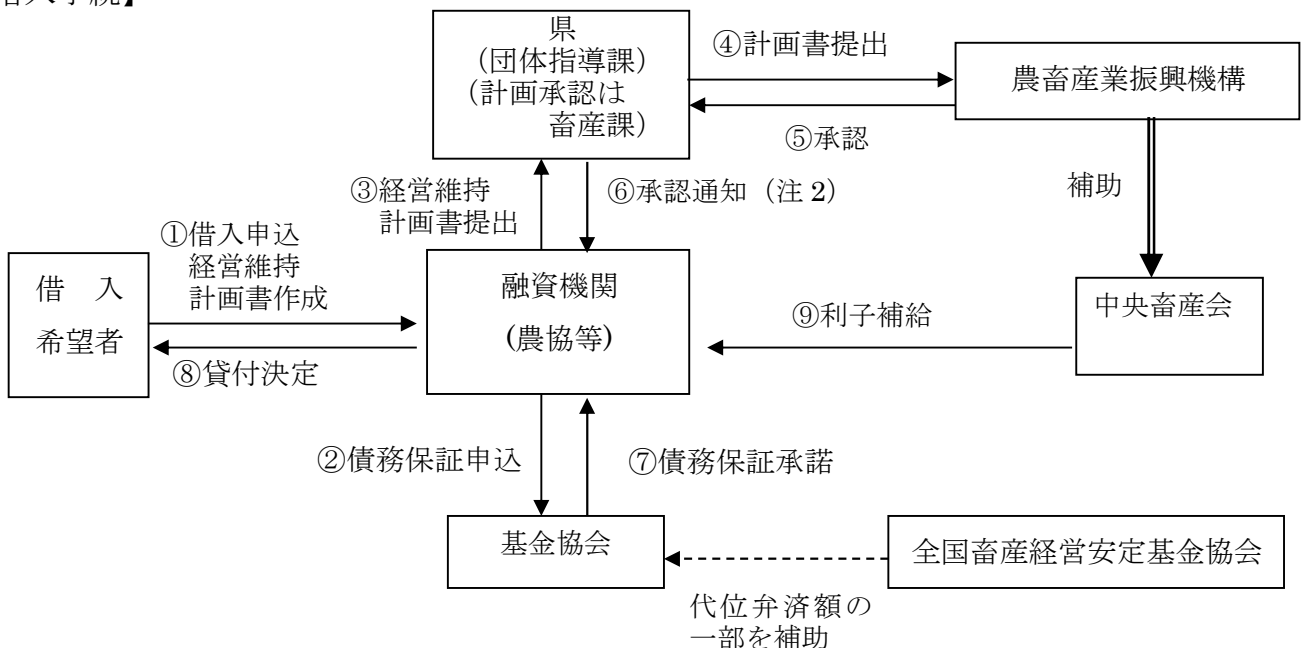 借入手続】
県
(団体指導課)
(計画承認は
畜産課)
④計画書提出
農畜産業振興機構
⑤承認
③経営維持
計画書提出
⑥承認通知(注 2)
補助
①借入申込
経営維持
計画書作成
借 入
希望者
融資機関
(農協等)
中央畜産会
⑨利子補給
⑧貸付決定
②債務保証申込
⑦債務保証承諾
基金協会
全国畜産経営安定基金協会
代位弁済額の
一部を補助